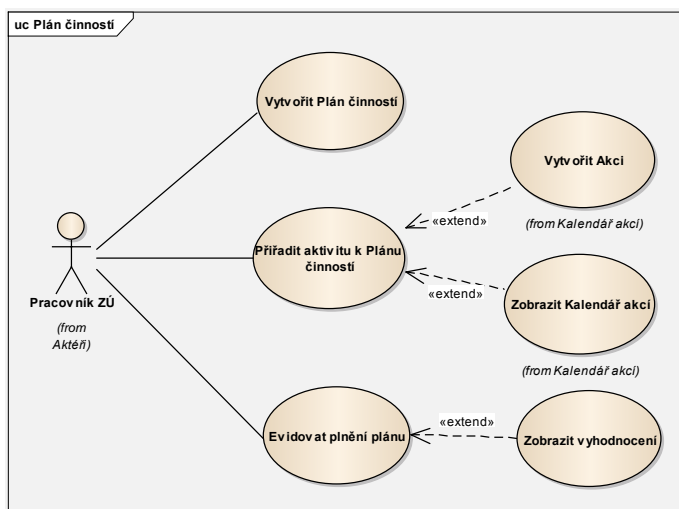 uc Plán činností
Vytvořit Plán činností
Vytvořit Akci
«extend»
(from Kalendář akcí)
Přiřadit aktivitu k Plánu
činností
Pracovník ZÚ
(from
Aktéři)
«extend»
Zobrazit Kalendář akcí
(from Kalendář akcí)
Evidovat plnění plánu
«extend»
Zobrazit vyhodnocení